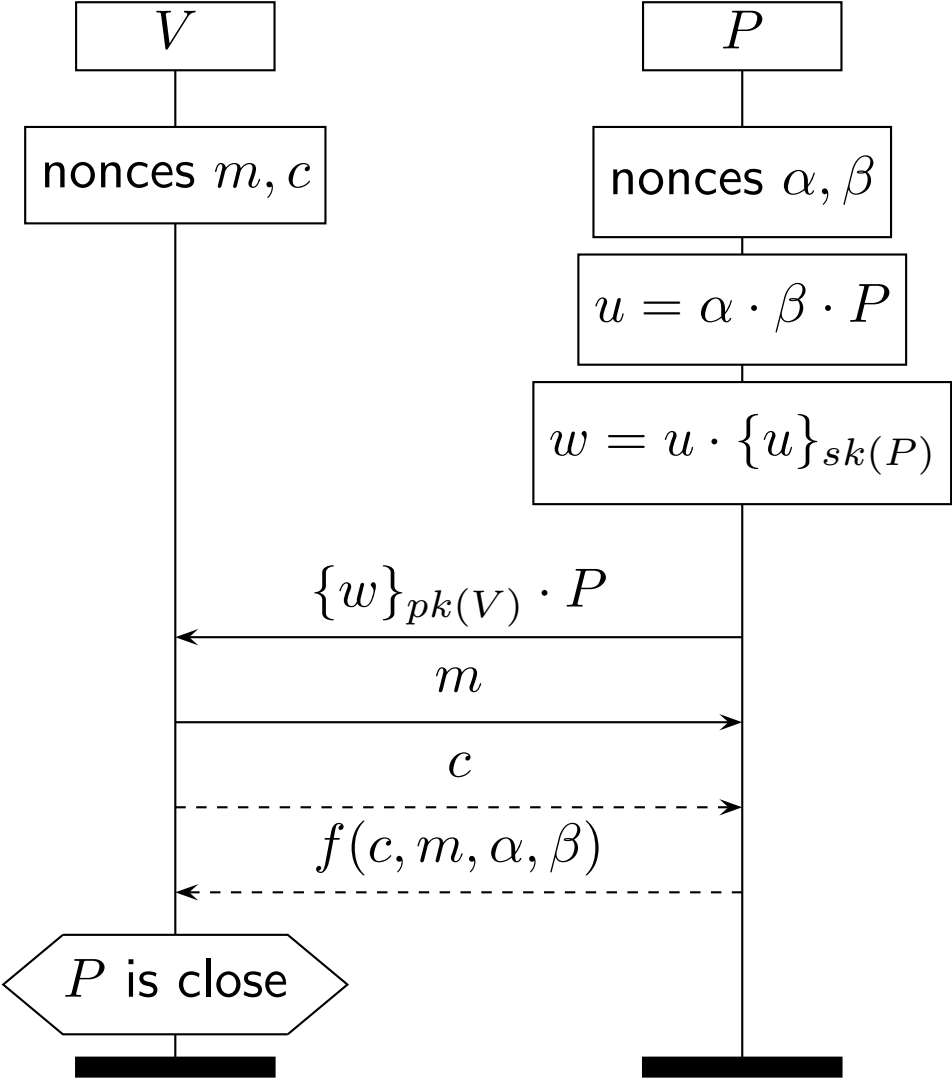 V
P
nonces m, c
nonces α, β
u = α · β · P
w = u · {u}sk(P)
{w}pk(V) · P
m
c
f(c, m, α, β)
P is close